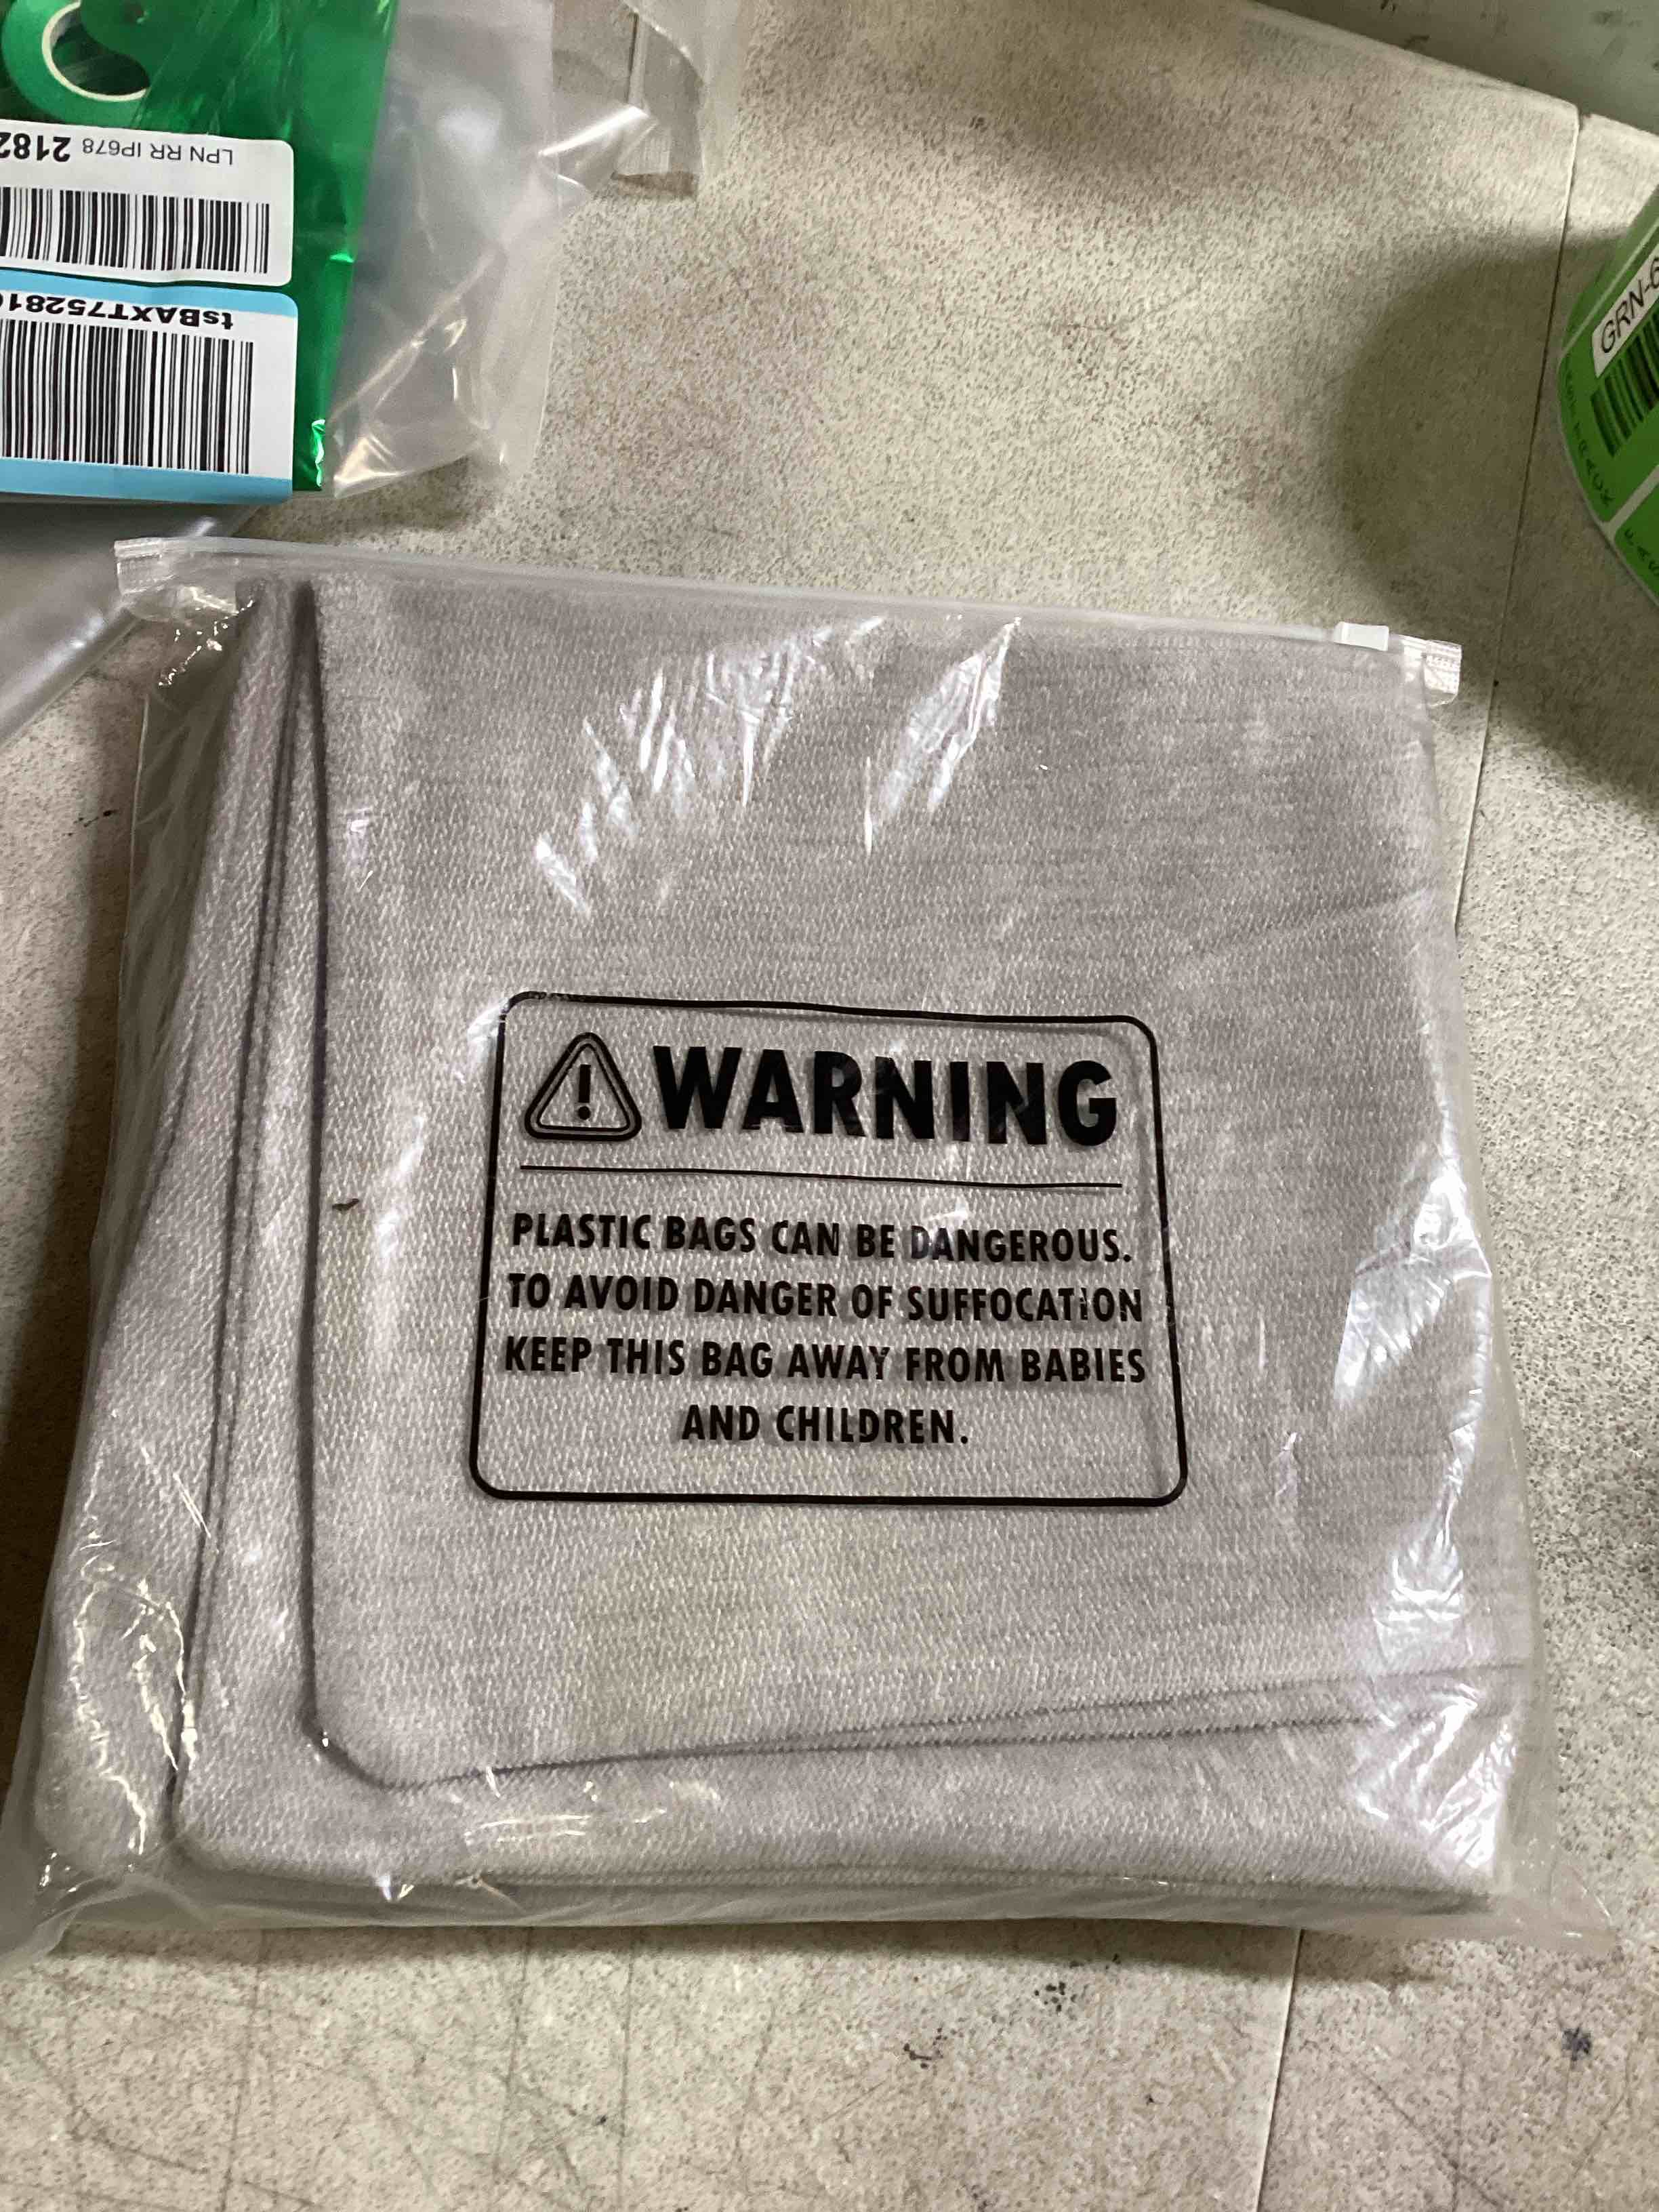 LPN RR IP678 2182
tsBAXT75281
GRN-6
WARNING
PLASTIC BAGS CAN BE DANGEROUS.
TO AVOID DANGER OF SUFFOCATION
KEEP THIS BAG AWAY FROM BABIES
AND CHILDREN.